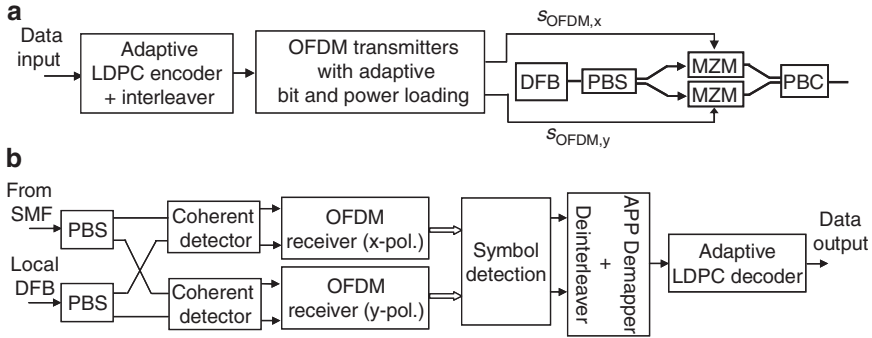 a
Data
input
Adaptive
LDPC encoder
+ interleaver
OFDM transmitters
with adaptive
bit and power loading
sOFDM,x
DFB
PBS
MZM
MZM
PBC
sOFDM,y
b
From
SMF
PBS
Local
DFB
PBS
Coherent
detector
Coherent
detector
OFDM
receiver (x-pol.)
OFDM
receiver (y-pol.)
Symbol
detection
APP Demapper
+
Deinterleaver
Adaptive
LDPC decoder
Data
output